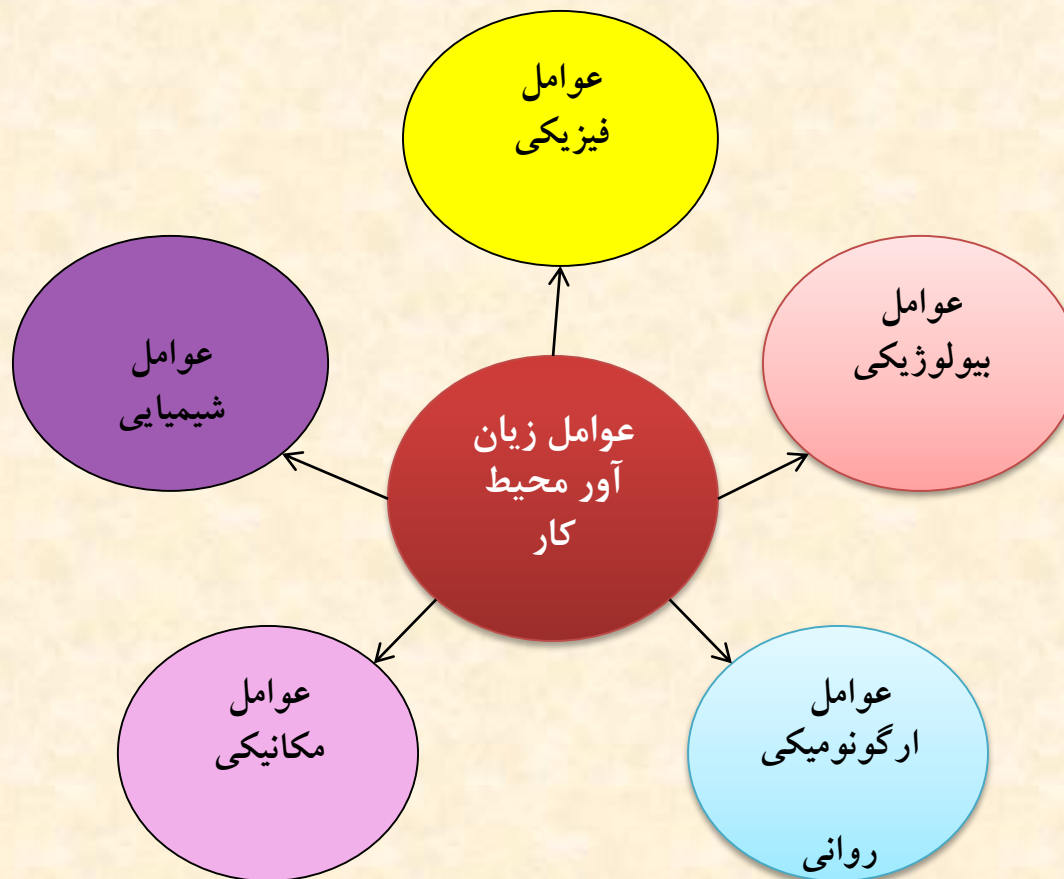 عوامل
فیزیکی
عوامل
بیولوژیکی
عوامل
شیمیایی
عوامل زیان
آور محیط
کار
عوامل
ارگونومیکی
روانی
عوامل
مکانیکی